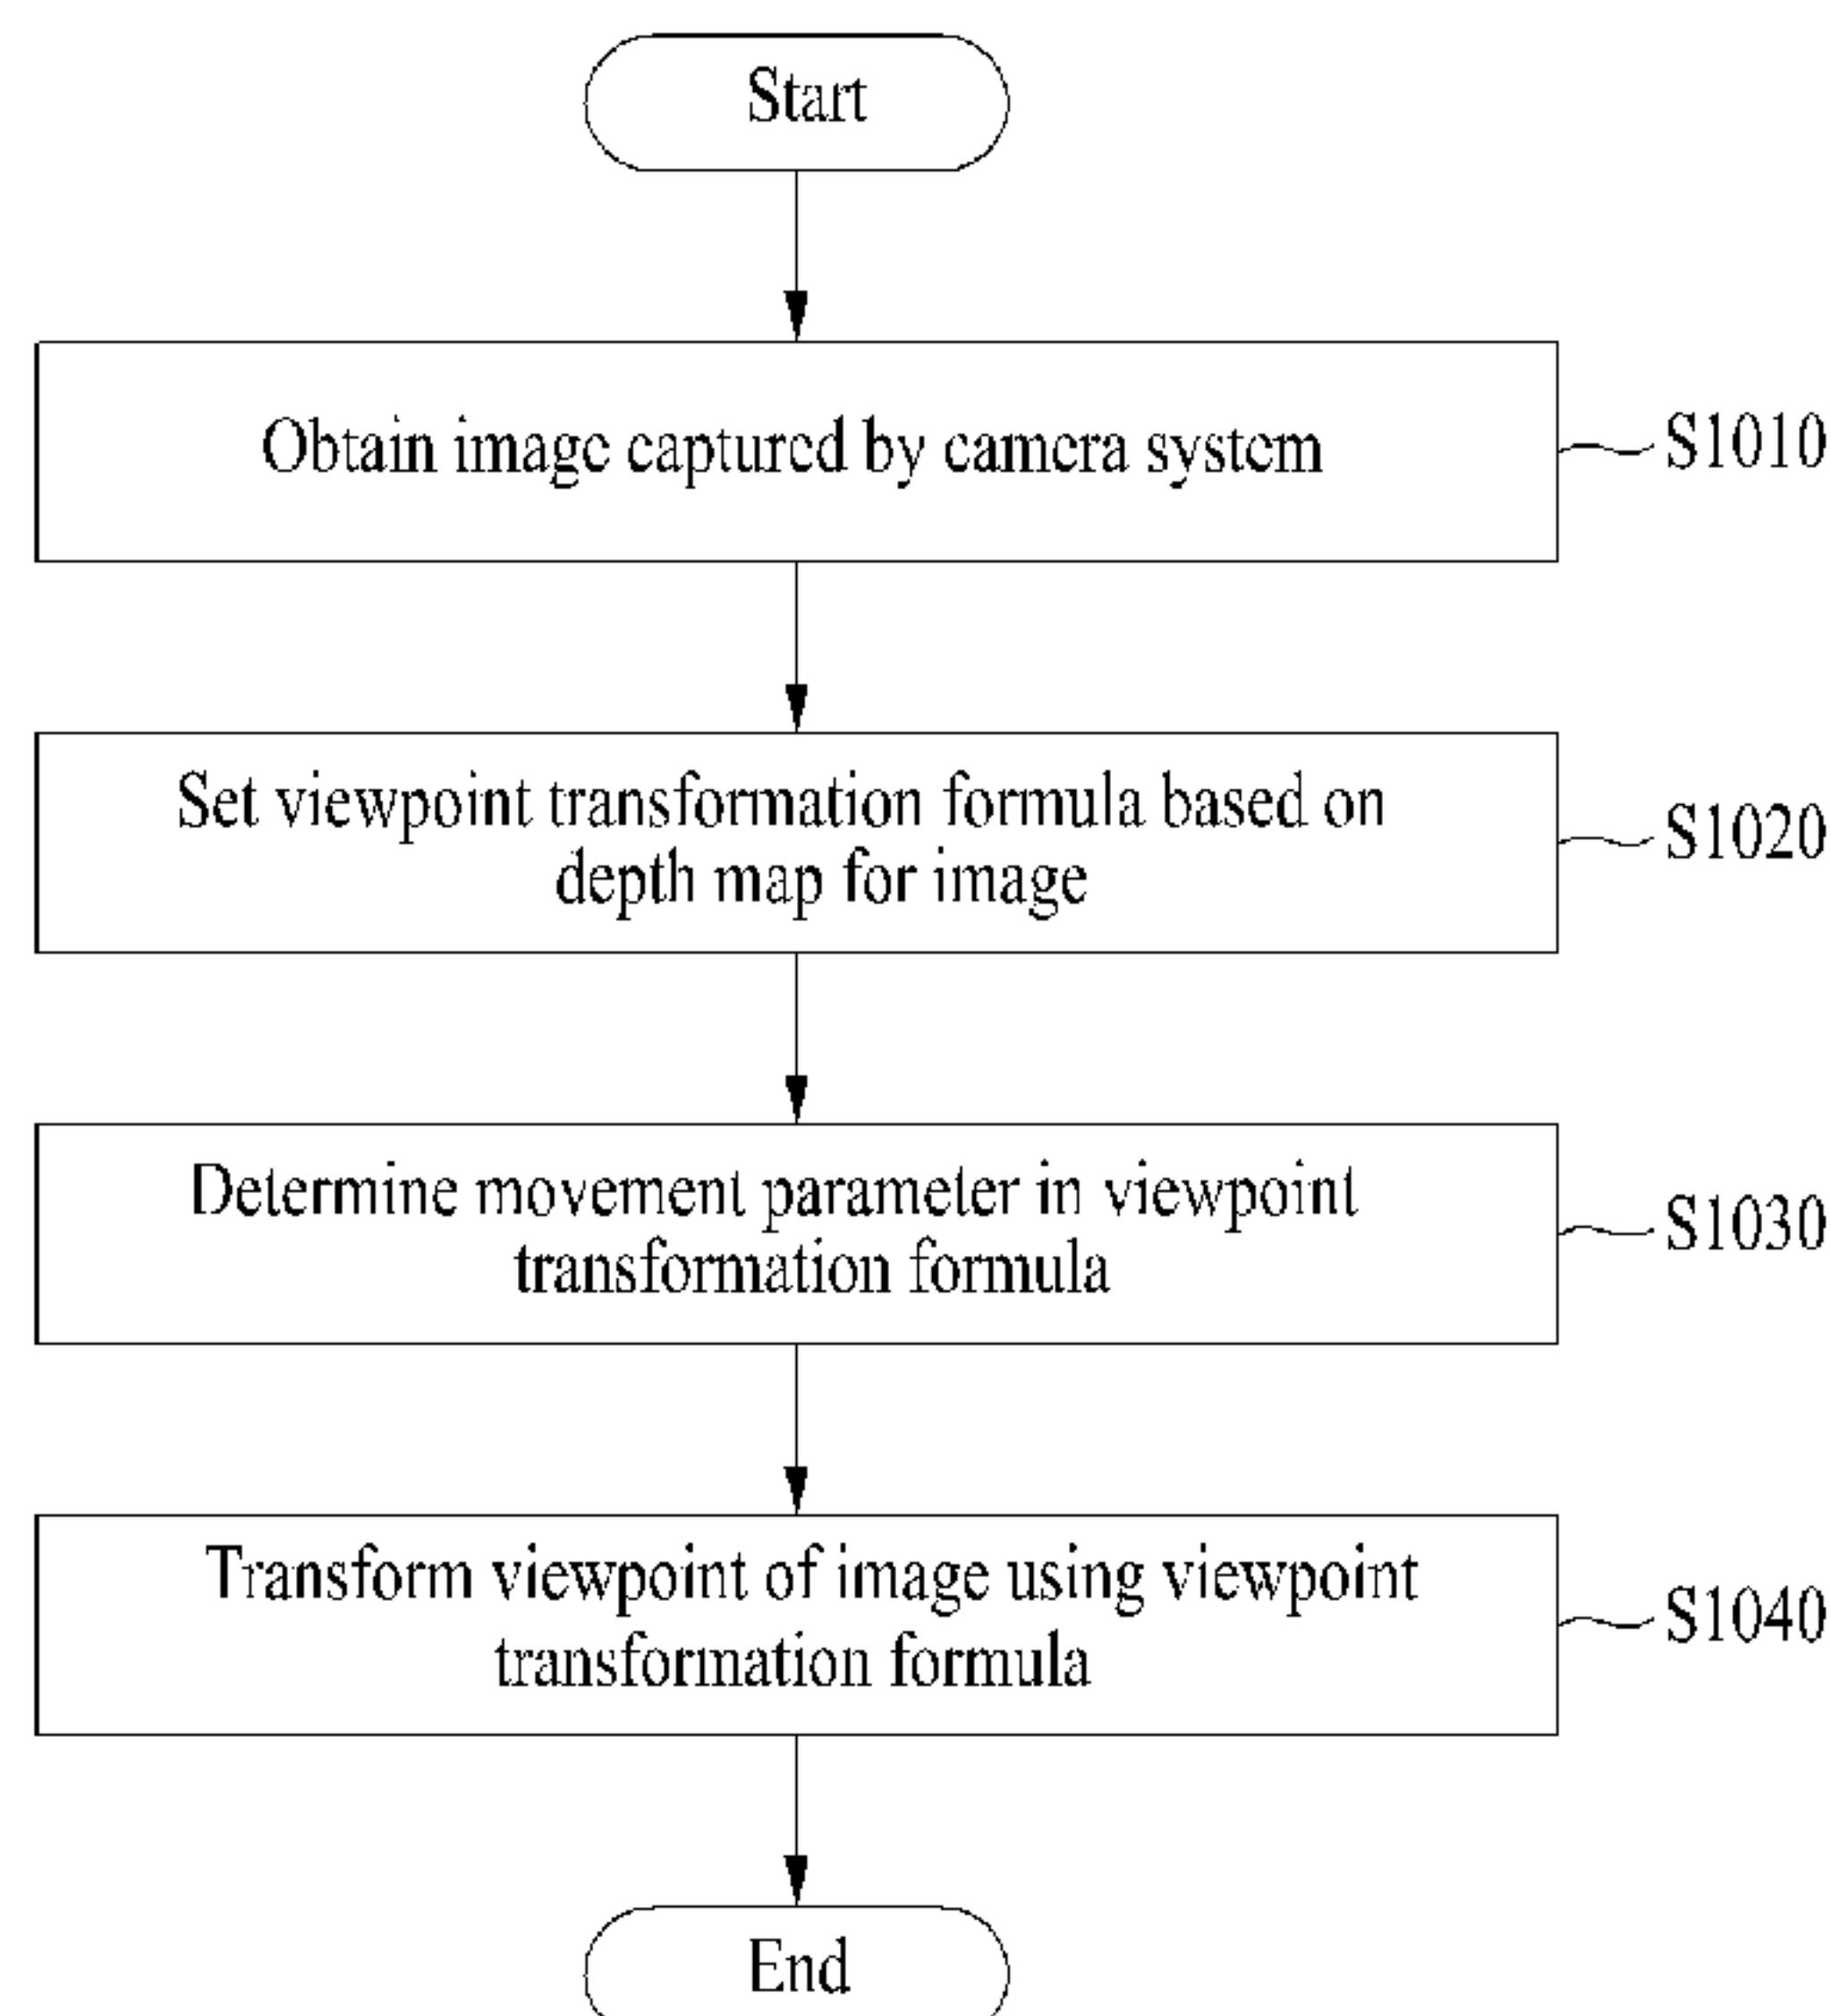 Start
Obtain image captured by camera system
S1010
Set viewpoint transformation formula based on
depth map for image
S1020
Determine movement parameter in viewpoint
transformation formula
S1030
Transform viewpoint of image using viewpoint
transformation formula
S1040
End